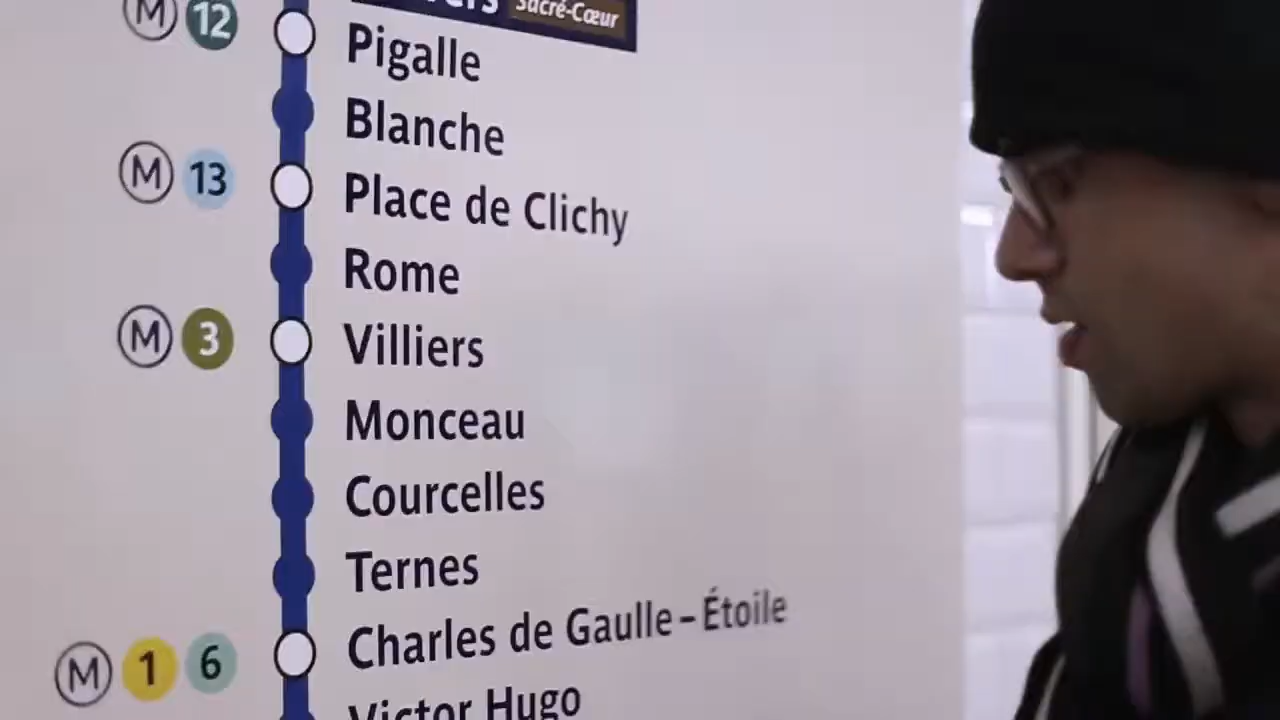 Sacré-Cœur
M 12 Pigalle
Blanche
M 13 Place de Clichy
Rome
M 3 Villiers
Monceau
Courcelles
Ternes
M 1 6 Charles de Gaulle – Étoile
Victor Hugo